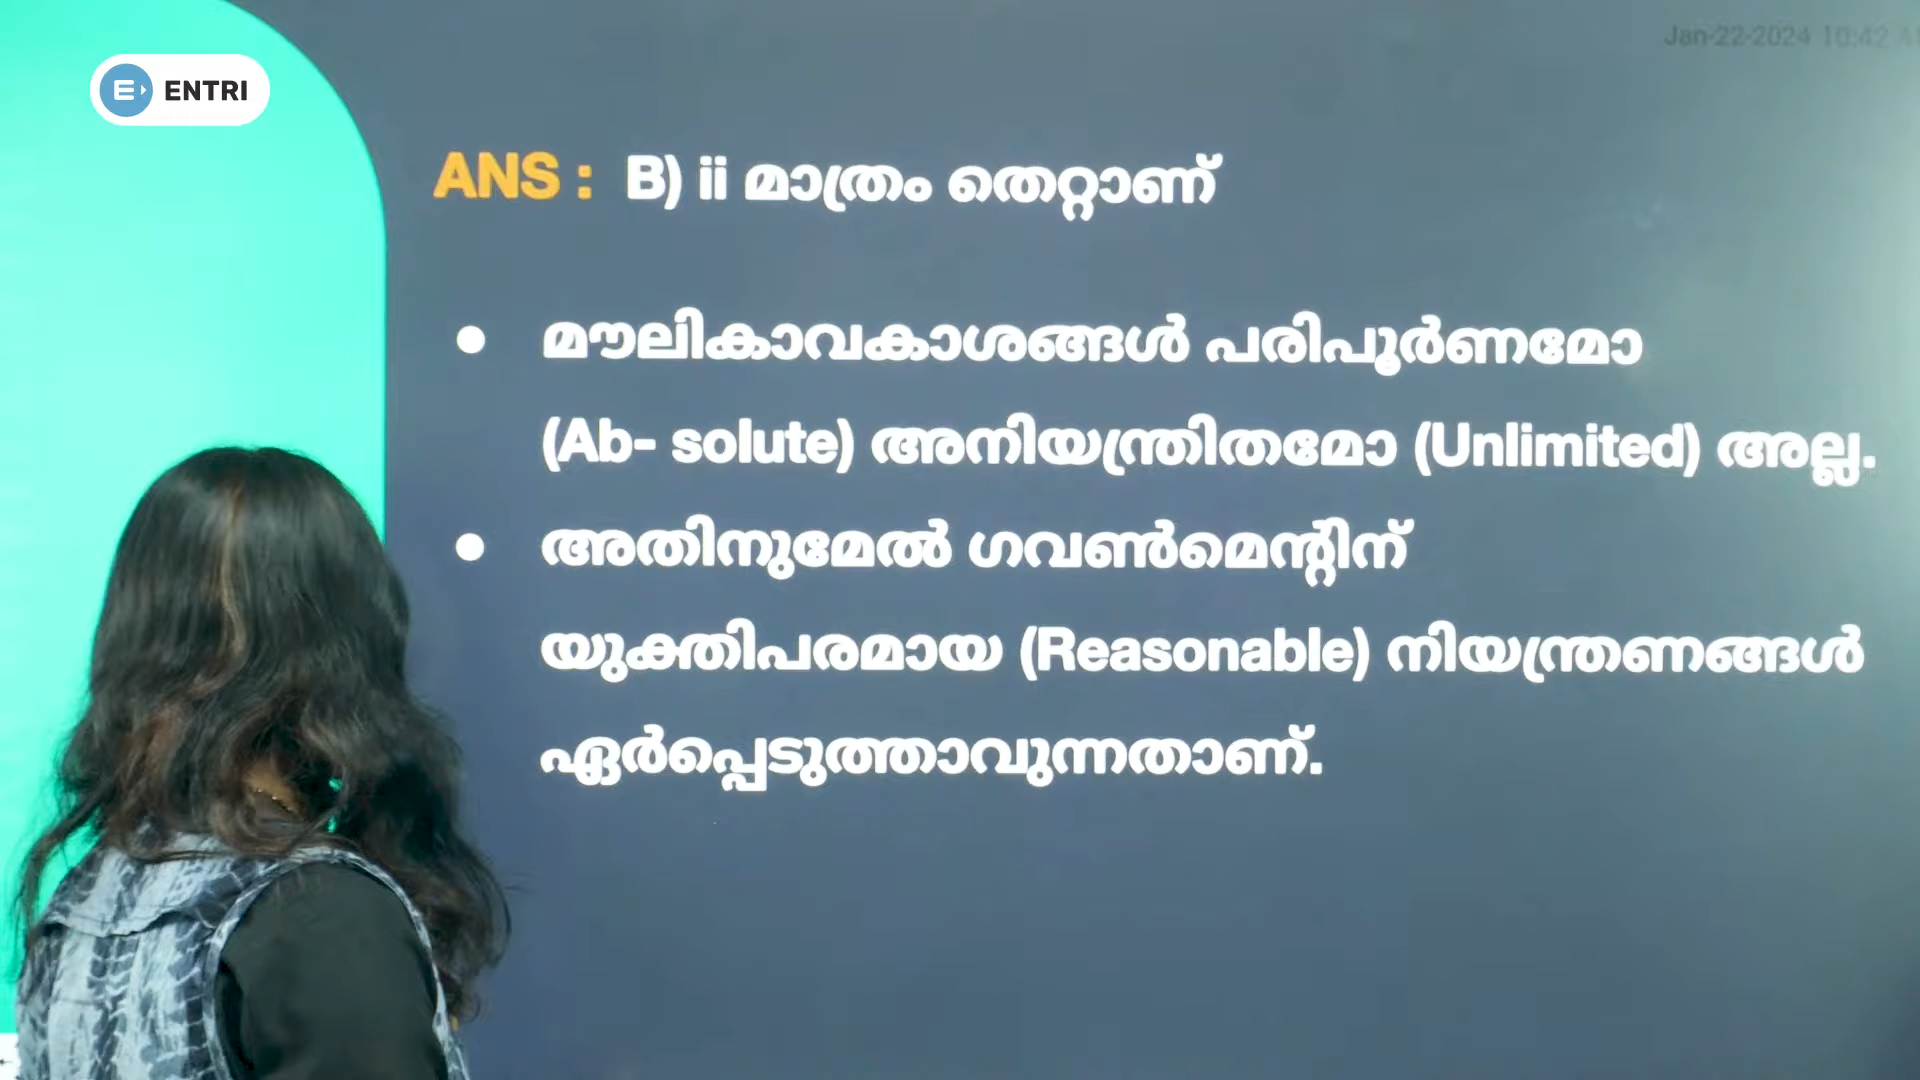 Jan-22-2024 10:42
ENTRI
ANS : B) ii മാത്രം തെറ്റാണ്
● മൗലികാവകാശങ്ങൾ പരിപൂർണമോ
(Ab- solute) അനിയന്ത്രിതമോ (Unlimited) അല്ല.
● അതിനുമേൽ ഗവൺമെന്റിന്
യുക്തിപരമായ (Reasonable) നിയന്ത്രണങ്ങൾ
ഏർപ്പെടുത്താവുന്നതാണ്.